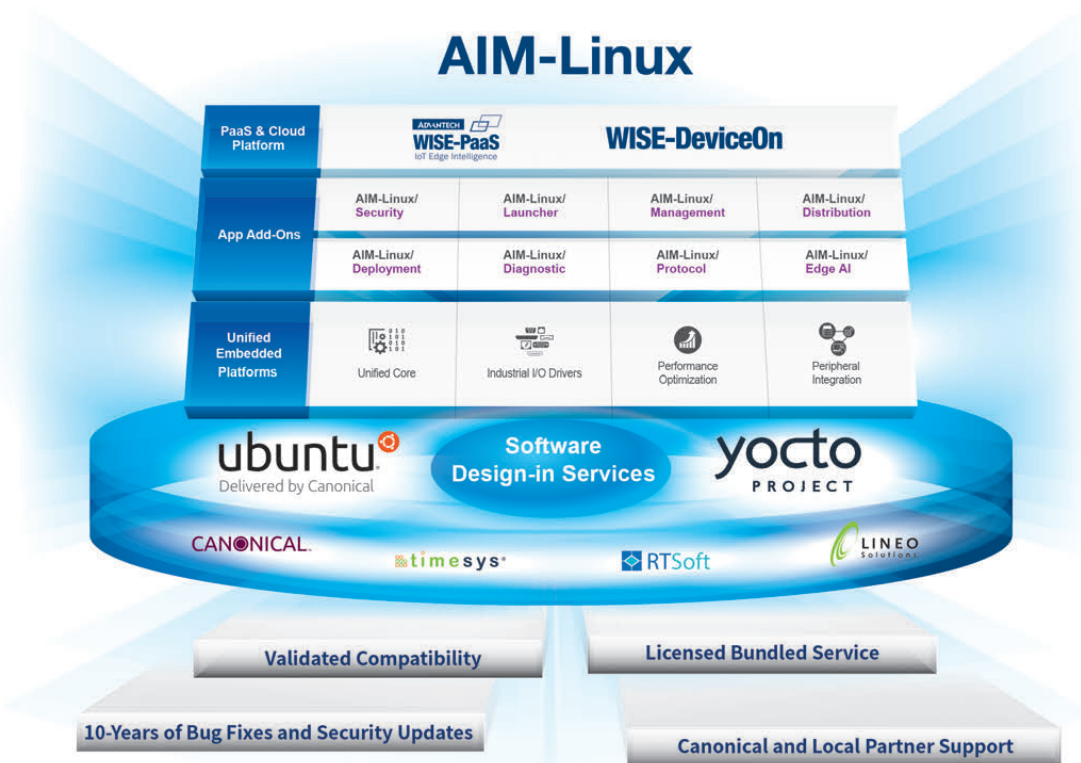 AIM-Linux
PaaS & Cloud
Platform
ADVANTECH
WISE-PaaS
IoT Edge Intelligence
WISE-DeviceOn
App Add-Ons
AIM-Linux/
Security
AIM-Linux/
Launcher
AIM-Linux/
Management
AIM-Linux/
Distribution
AIM-Linux/
Deployment
AIM-Linux/
Diagnostic
AIM-Linux/
Protocol
AIM-Linux/
Edge AI
Unified
Embedded
Platforms
Unified Core
Industrial I/O Drivers
Performance
Optimization
Peripheral
Integration
ubuntu
Delivered by Canonical
Software
Design-in Services
yocto
PROJECT
CANONICAL
timesys
RTSoft
LINEO
Solutions
Validated Compatibility
Licensed Bundled Service
10-Years of Bug Fixes and Security Updates
Canonical and Local Partner Support